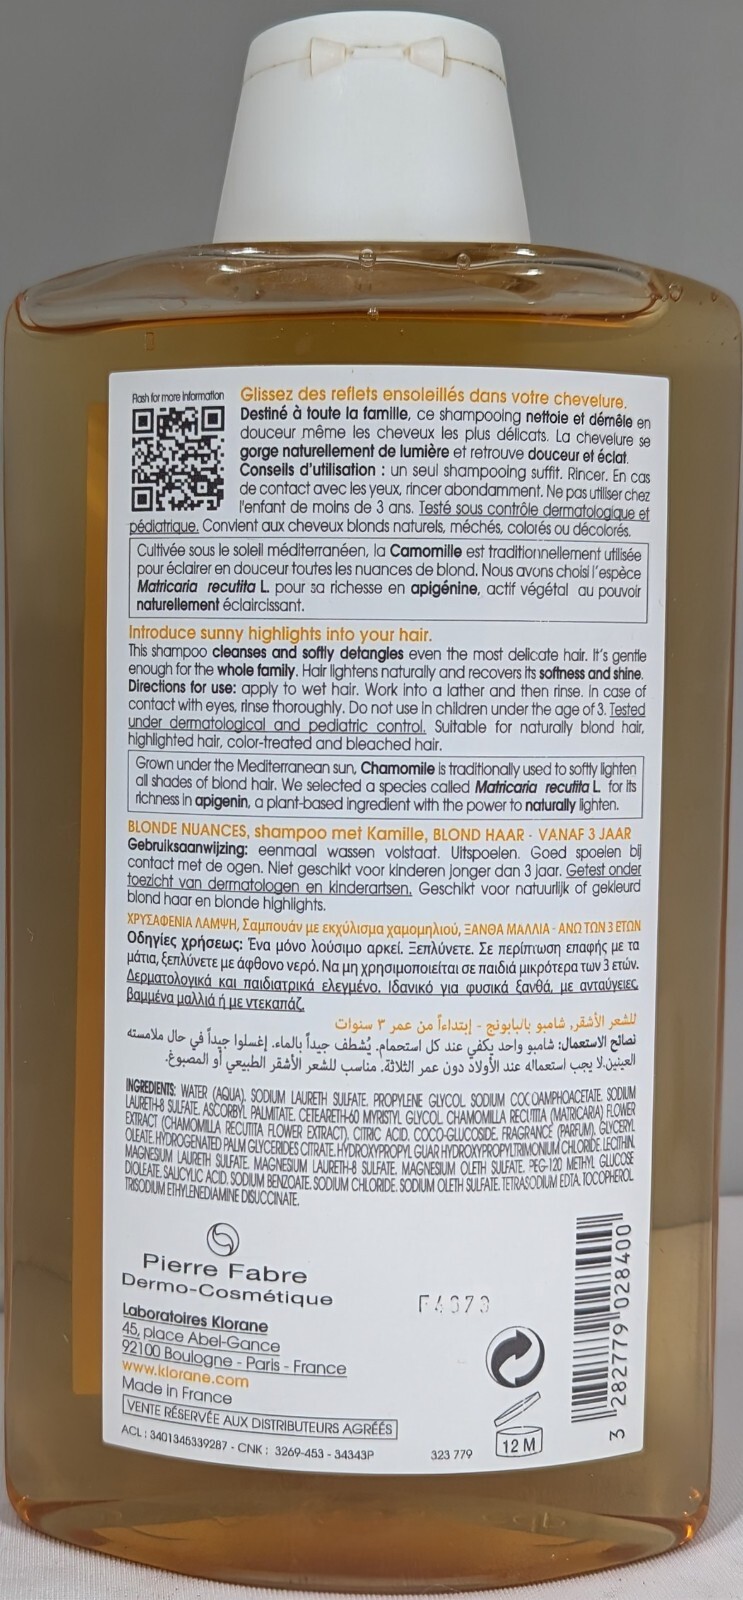 Flash for more Information
Glissez des reflets ensoleillés dans votre chevelure.
Destiné à toute la famille, ce shampooing nettoie et démêle en
douceur même les cheveux les plus délicats. La chevelure se
gorge naturellement de lumière et retrouve douceur et éclat.
Conseils d'utilisation : un seul shampooing suffit. Rincer. En cas
de contact avec les yeux, rincer abondamment. Ne pas utiliser chez
l'enfant de moins de 3 ans. Testé sous contrôle dermatologique et
pédiatrique. Convient aux cheveux blonds naturels, méchés, colorés ou décolorés.
Cultivée sous le soleil méditerranéen, la Camomille est traditionnellement utilisée
pour éclairer en douceur toutes les nuances de blond. Nous avons choisi l'espèce
Matricaria recutita L. pour sa richesse en apigénine, actif végétal au pouvoir
naturellement éclaircissant.
Introduce sunny highlights into your hair.
This shampoo cleanses and softly detangles even the most delicate hair. It's gentle
enough for the whole family. Hair lightens naturally and recovers its softness and shine.
Directions for use: apply to wet hair. Work into a lather and then rinse. In case of
contact with eyes, rinse thoroughly. Do not use in children under the age of 3. Tested
under dermatological and pediatric control. Suitable for naturally blond hair,
highlighted hair, color-treated and bleached hair.
Grown under the Mediterranean sun, Chamomile is traditionally used to softly lighten
all shades of blond hair. We selected a species called Matricaria recutita L. for its
richness in apigenin, a plant-based ingredient with the power to naturally lighten.
BLONDE NUANCES, shampoo met Kamille, BLOND HAAR - VANAF 3 JAAR
Gebruiksaanwijzing: eenmaal wassen volstaat. Uitspoelen. Goed spoelen bij
contact met de ogen. Niet geschikt voor kinderen jonger dan 3 jaar. Getest onder
toezicht van dermatologen en kinderartsen. Geschikt voor natuurlijk of gekleurd
blond haar en blonde highlights.
ΧΡΥΣΑΦΕΝΙΑ ΛΑΜΨΗ, Σαμπουάν με εκχύλισμα χαμομηλιού, ΞΑΝΘΑ ΜΑΛΛΙΑ - ΑΝΩ ΤΩΝ 3 ΕΤΩΝ
Οδηγίες χρήσεως: Ένα μόνο λούσιμο αρκεί. Ξεπλύνετε. Σε περίπτωση επαφής με τα
μάτια, ξεπλύνετε με άφθονο νερό. Να μη χρησιμοποιείται σε παιδιά μικρότερα των 3 ετών.
Δερματολογικά και παιδιατρικά ελεγμένο. Ιδανικό για φυσικά ξανθά, με ανταύγειες,
βαμμένα μαλλιά ή με ντεκαπάζ.
للشعر الأشقر, شامبو بالبابونج - إبتداءاً من عمر ٣ سنوات
نصائح الاستعمال: شامبو واحد يكفي عند كل استحمام. يُشطف جيداً بالماء. إغسلوا جيداً في حال ملامسته
العينين.لا يجب استعماله عند الأولاد دون عمر الثلاثة. مناسب للشعر الأشقر الطبيعي أو المصبوغ.
INGREDIENTS: WATER (AQUA). SODIUM LAURETH SULFATE. PROPYLENE GLYCOL. SODIUM COCOAMPHOACETATE. SODIUM
LAURETH-8 SULFATE. ASCORBYL PALMITATE. CETEARETH-60 MYRISTYL GLYCOL. CHAMOMILLA RECUTITA (MATRICARIA) FLOWER
EXTRACT (CHAMOMILLA RECUTITA FLOWER EXTRACT). CITRIC ACID. COCO-GLUCOSIDE. FRAGRANCE (PARFUM). GLYCERYL
OLEATE. HYDROGENATED PALM GLYCERIDES CITRATE. HYDROXYPROPYL GUAR HYDROXYPROPYLTRIMONIUM CHLORIDE. LECITHIN.
MAGNESIUM LAURETH SULFATE. MAGNESIUM LAURETH-8 SULFATE. MAGNESIUM OLETH SULFATE. PEG-120 METHYL GLUCOSE
DIOLEATE. SALICYLIC ACID. SODIUM BENZOATE. SODIUM CHLORIDE. SODIUM OLETH SULFATE. TETRASODIUM EDTA. TOCOPHEROL.
TRISODIUM ETHYLENEDIAMINE DISUCCINATE.
Pierre Fabre
Dermo-Cosmétique
Laboratoires Klorane
45, place Abel-Gance
92100 Boulogne - Paris - France
www.klorane.com
Made in France
VENTE RÉSERVÉE AUX DISTRIBUTEURS AGRÉÉS
ACL : 3401345339287 - CNK : 3269-453 - 34343P
323 779
12 M
3 282779 028400